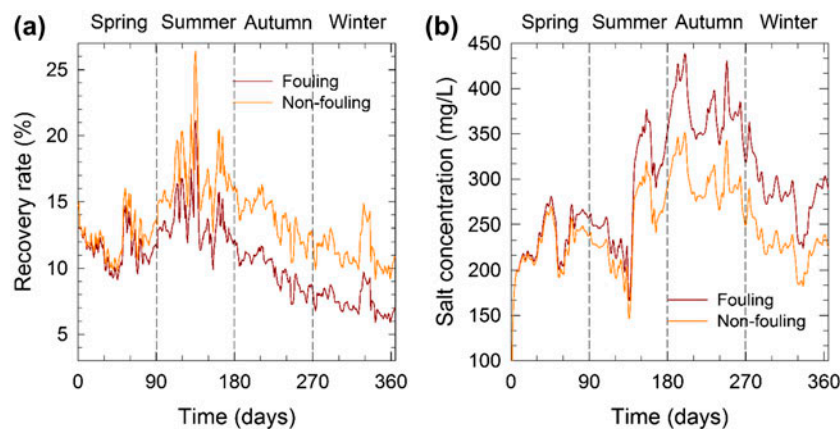 (a) Spring Summer Autumn Winter
25
20
15
10
5
Recovery rate (%)
Fouling
Non-fouling
0 90 180 270 360
Time (days)
(b) Spring Summer Autumn Winter
450
400
350
300
250
200
150
100
Salt concentration (mg/L)
Fouling
Non-fouling
0 90 180 270 360
Time (days)